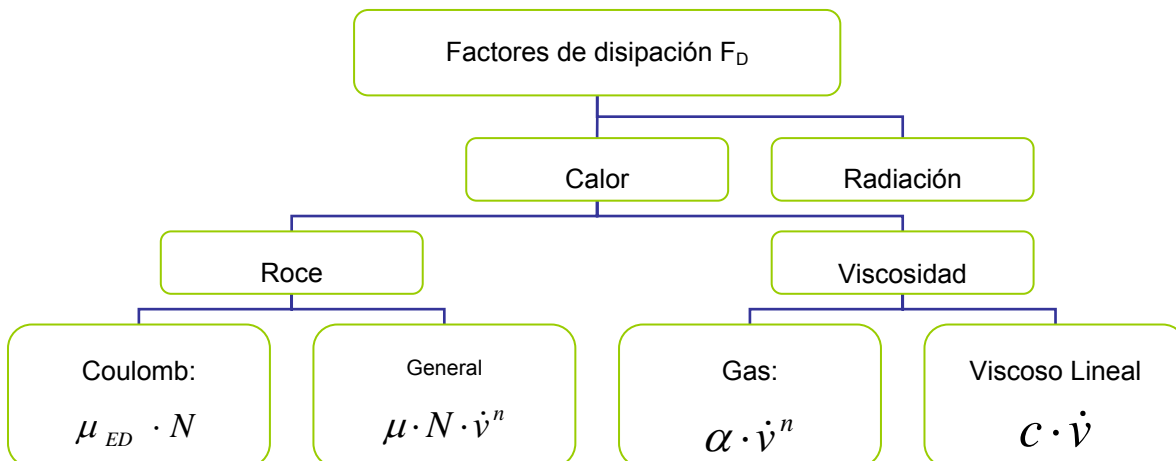 Factores de disipación F_D
Calor
Radiación
Roce
Viscosidad
Coulomb:
μ_ED · N
General
μ · N · v̇ⁿ
Gas:
α · v̇ⁿ
Viscoso Lineal
c · v̇